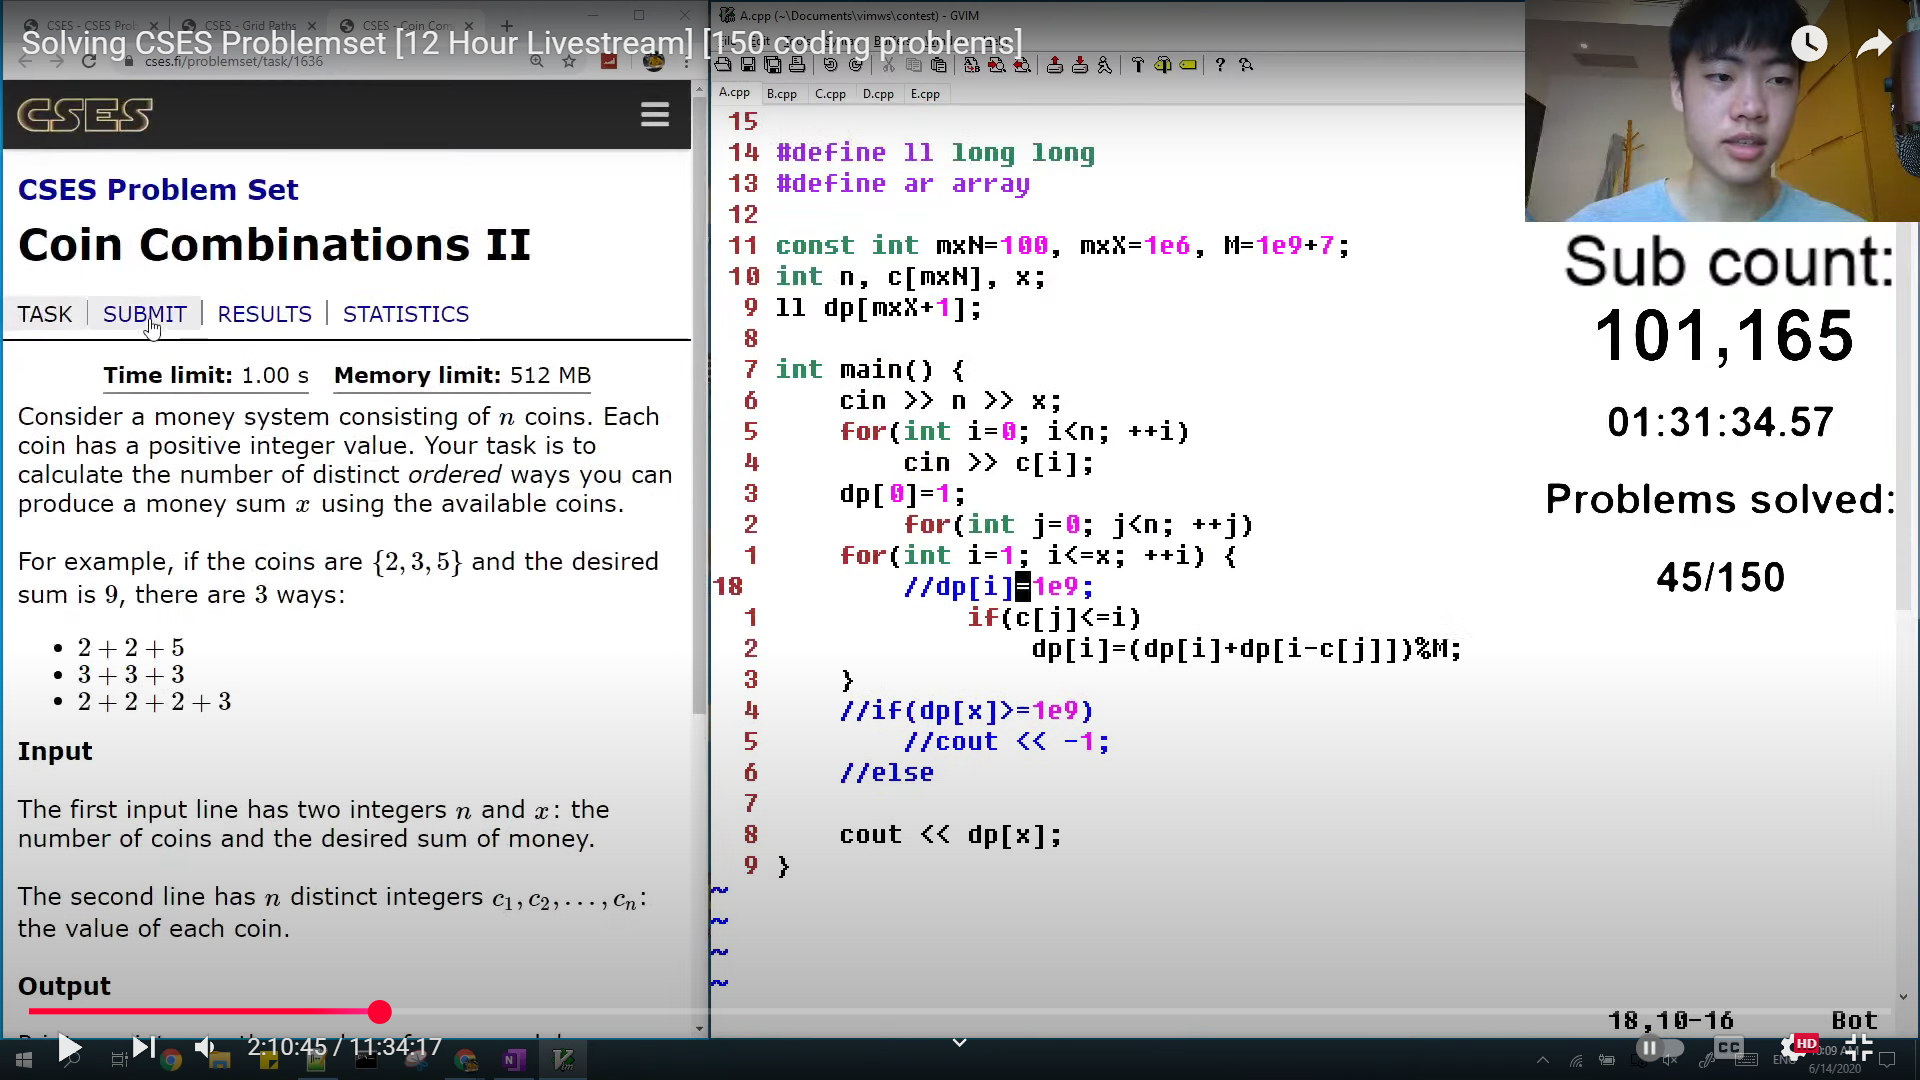 CSES - CSES Pro
CSES - Grid Paths
CSES - Coin Com
Solving CSES Problemset [12 Hour Livestream] [150 coding problems]
cses.fi/problemset/task/1636
CSES
CSES Problem Set
Coin Combinations II
TASK | SUBMIT | RESULTS | STATISTICS
Time limit: 1.00 s Memory limit: 512 MB
Consider a money system consisting of n coins. Each
coin has a positive integer value. Your task is to
calculate the number of distinct ordered ways you can
produce a money sum x using the available coins.
For example, if the coins are {2, 3, 5} and the desired
sum is 9, there are 3 ways:
• 2 + 2 + 5
• 3 + 3 + 3
• 2 + 2 + 2 + 3
Input
The first input line has two integers n and x: the
number of coins and the desired sum of money.
The second line has n distinct integers c1, c2, . . . , cn:
the value of each coin.
Output
A.cpp (~\Documents\vimws\contest) - GVIM
A.cpp B.cpp C.cpp D.cpp E.cpp
15
14 #define ll long long
13 #define ar array
12
11 const int mxN=100, mxX=1e6, M=1e9+7;
10 int n, c[mxN], x;
9 ll dp[mxX+1];
8
7 int main() {
6 cin >> n >> x;
5 for(int i=0; i<n; ++i)
4 cin >> c[i];
3 dp[0]=1;
2 for(int j=0; j<n; ++j)
1 for(int i=1; i<=x; ++i) {
18 //dp[i]=1e9;
1 if(c[j]<=i)
2 dp[i]=(dp[i]+dp[i-c[j]])%M;
3 }
4 //if(dp[x]>=1e9)
5 //cout << -1;
6 //else
7
8 cout << dp[x];
9 }
~
~
~
~
18,10-16 Bot
Sub count:
101,165
01:31:34.57
Problems solved:
45/150
2:10:45 / 11:34:17
CC
HD
:09 AM
6/14/2020